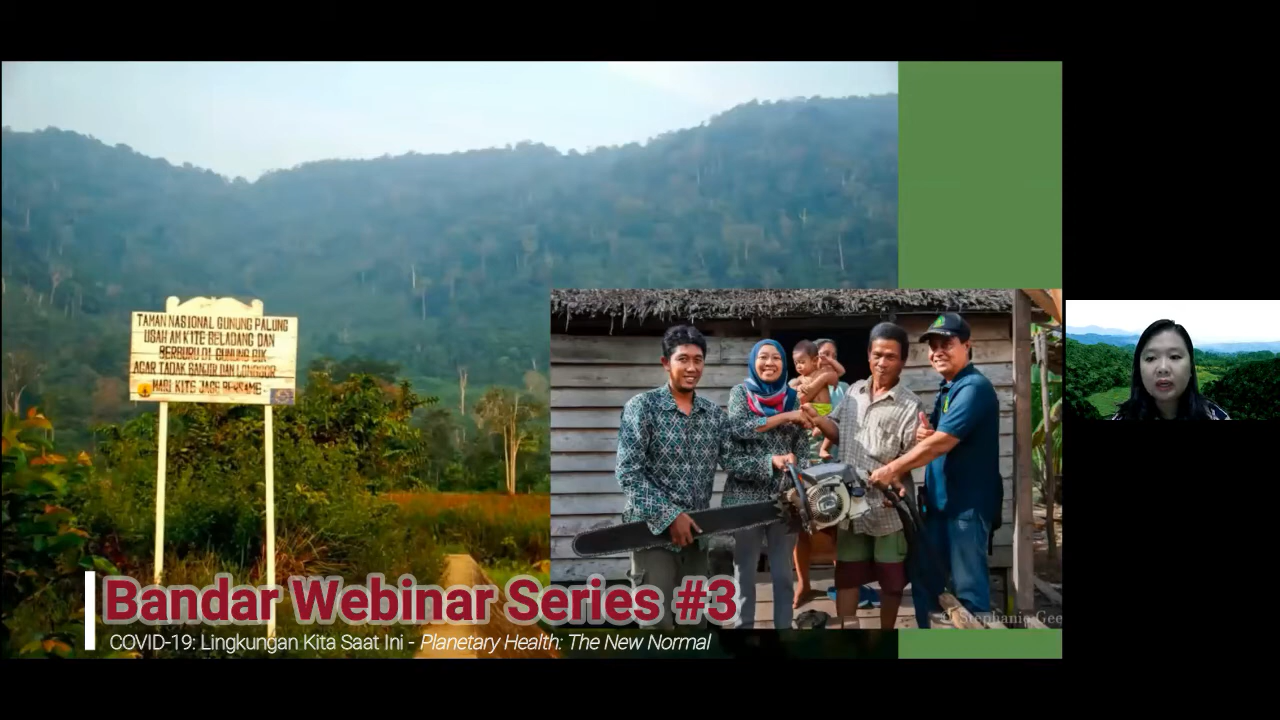 TAMAN NASIONAL GUNUNG PALUNG
USAH AM KITE BELADANG DAN
BERBURU DI GUNUNG BIK
AGAR TADAK BANJIR DAN LONGSOR
MARI KITE JAGE BERSAME
Stephanie Gee
Bandar Webinar Series #3
COVID-19: Lingkungan Kita Saat Ini - Planetary Health: The New Normal